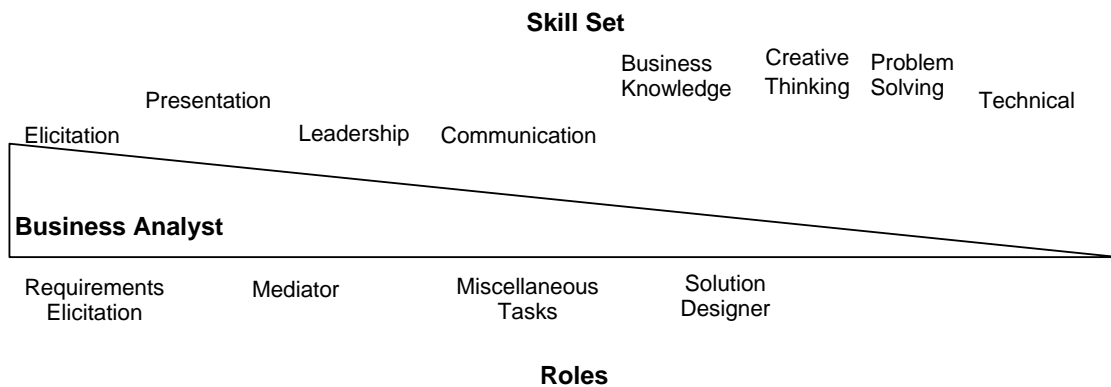 Skill Set
Business
Knowledge
Creative
Thinking
Problem
Solving
Presentation
Technical
Elicitation
Leadership
Communication
Business Analyst
Requirements
Elicitation
Mediator
Miscellaneous
Tasks
Solution
Designer
Roles